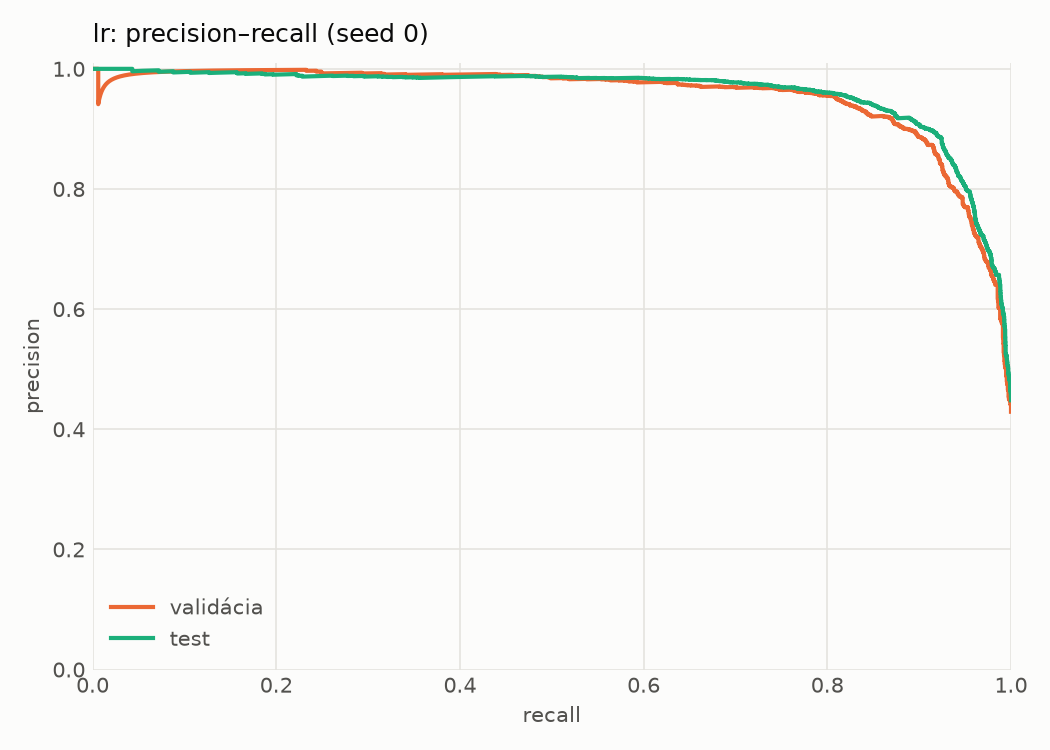 lr: precision–recall (seed 0)
1.0
0.8
0.6
0.4
0.2
0.0
precision
validácia
test
0.0 0.2 0.4 0.6 0.8 1.0
recall